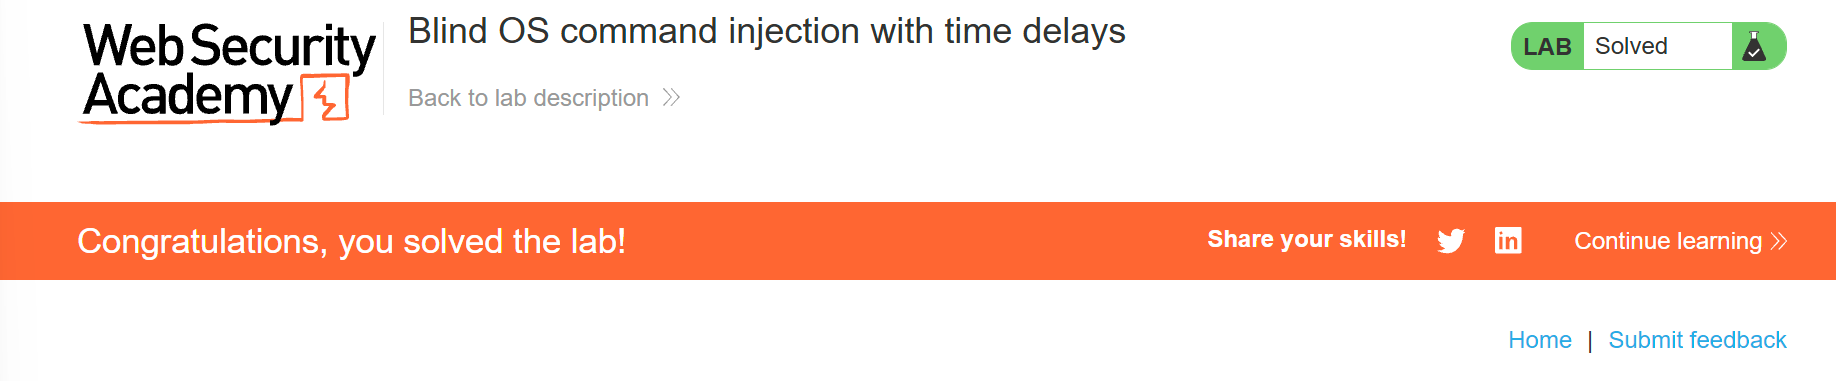 Web Security
Academy
Blind OS command injection with time delays
Back to lab description
LAB Solved
Congratulations, you solved the lab!
Share your skills!
Continue learning
Home | Submit feedback